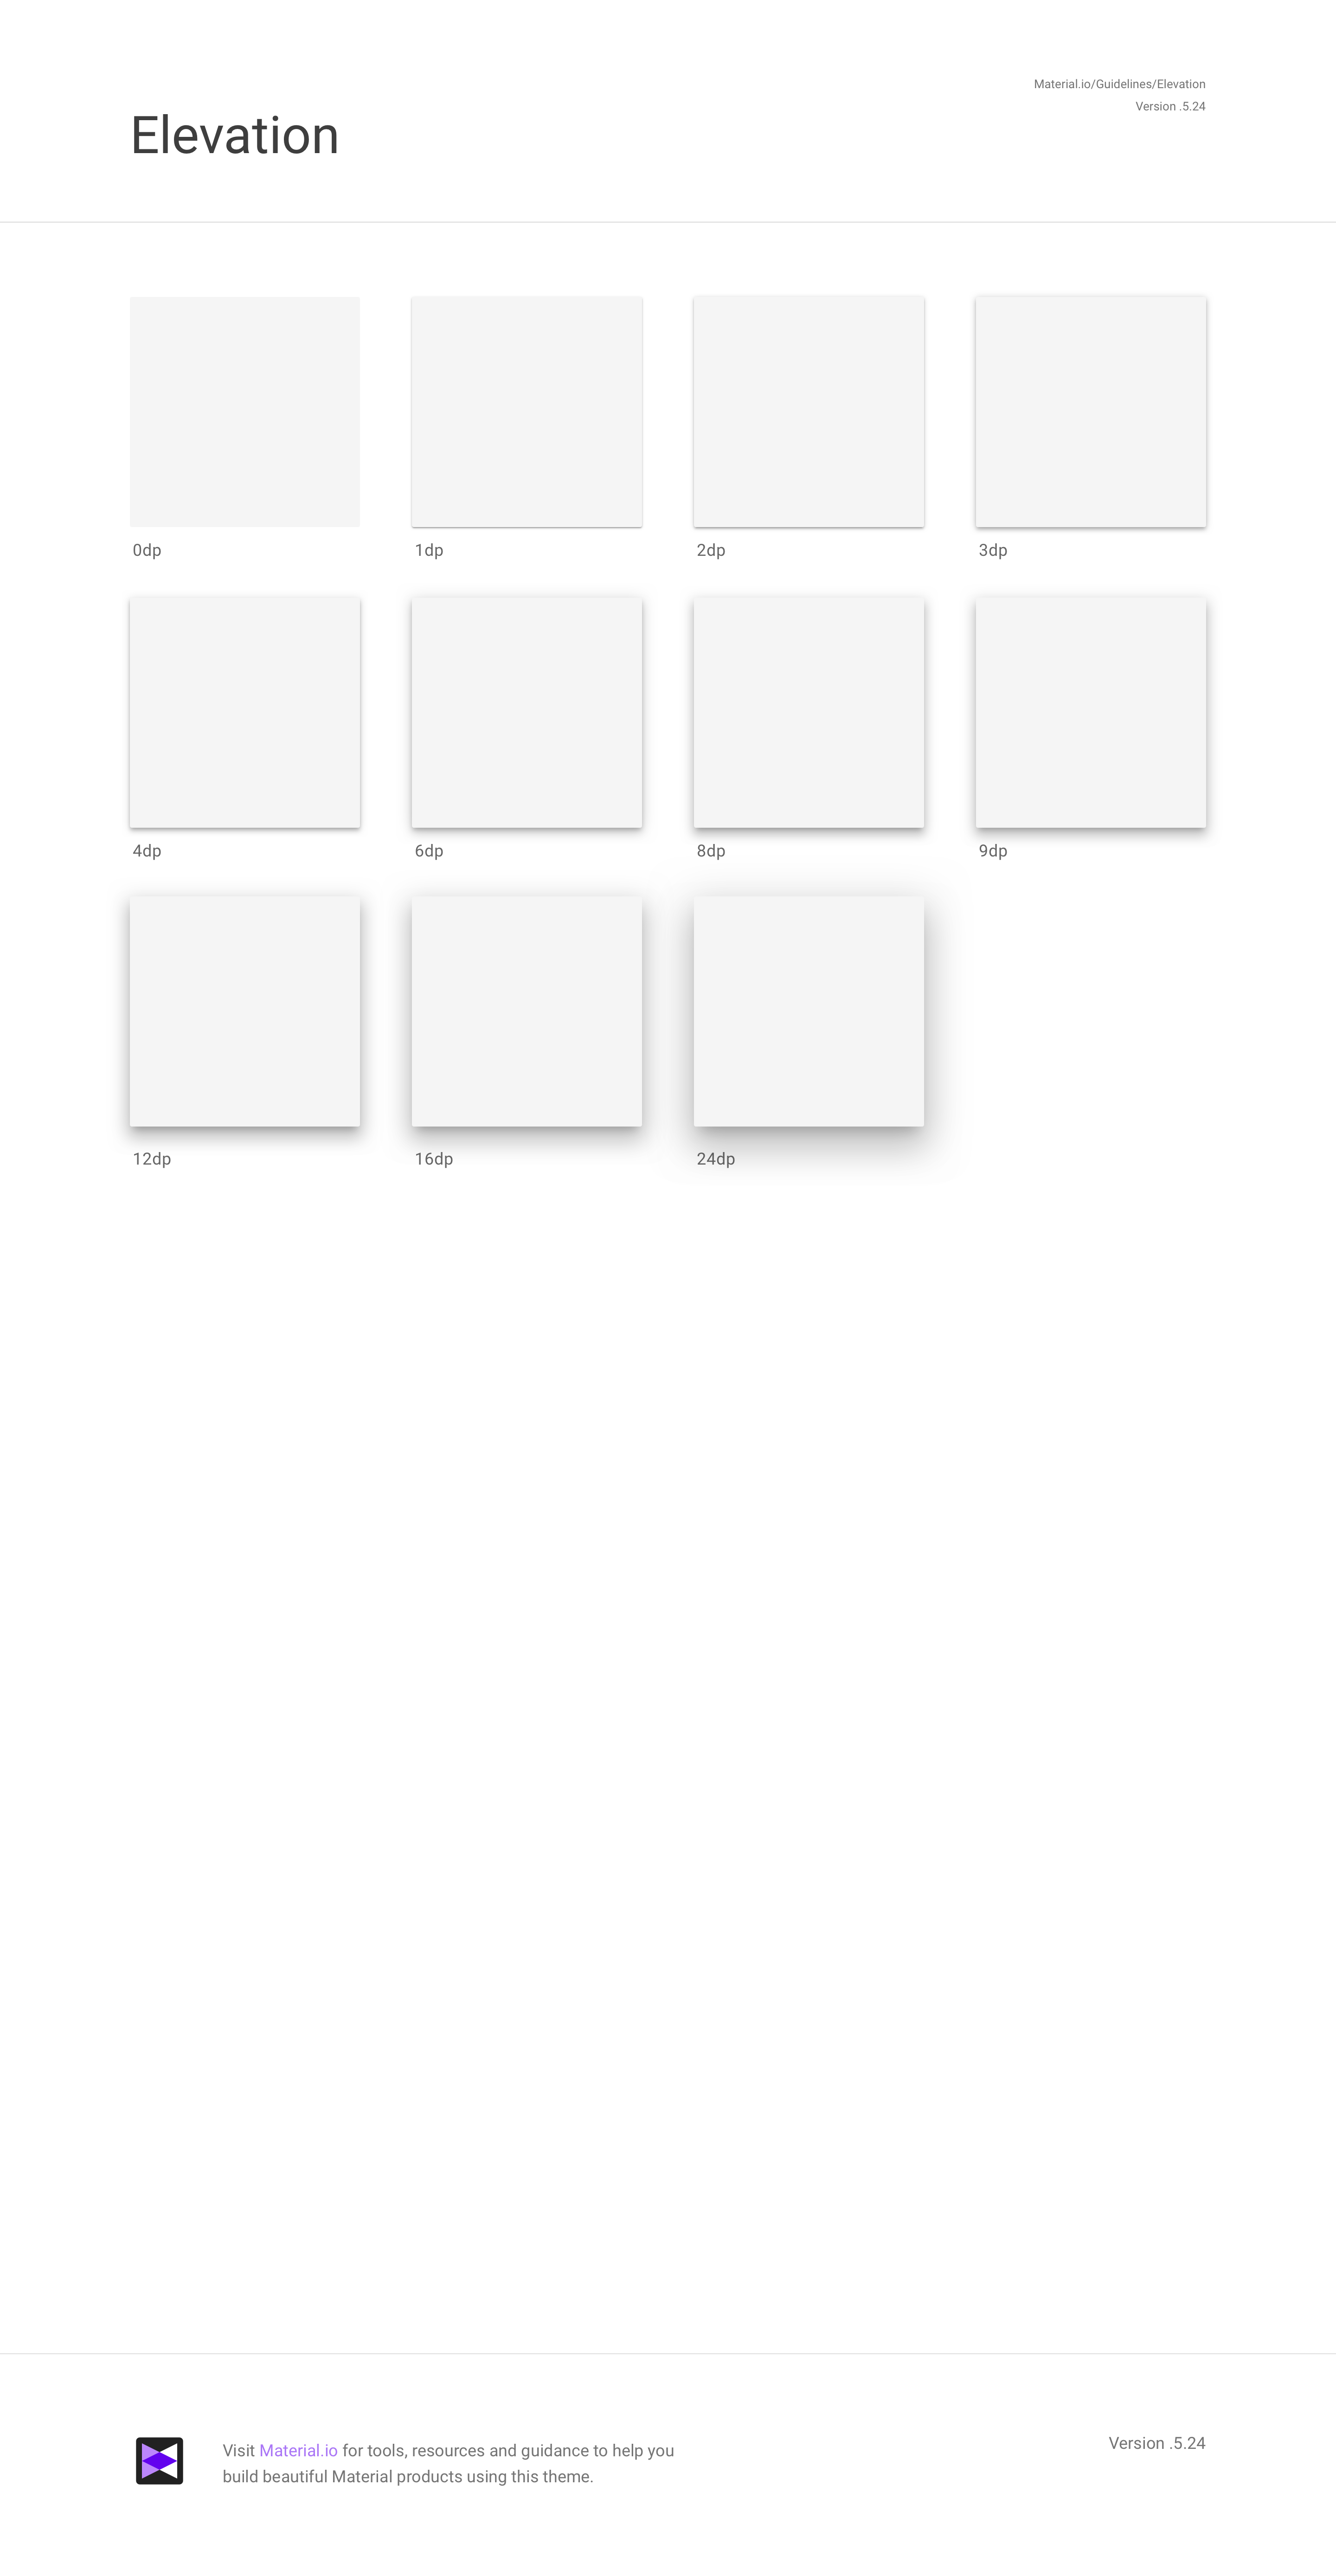 Material.io/Guidelines/Elevation
Version .5.24
Elevation
0dp
1dp
2dp
3dp
4dp
6dp
8dp
9dp
12dp
16dp
24dp
Visit Material.io for tools, resources and guidance to help you
build beautiful Material products using this theme.
Version .5.24